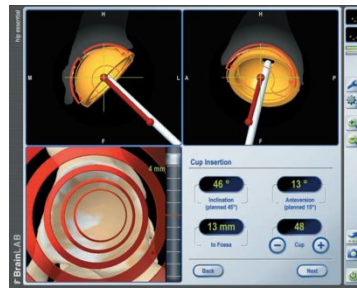 hip essential
H
H
M
L
A
P
F
F
4 mm
Cup Insertion
46 °
13 °
Inclination
(planned 45°)
Anteversion
(planned 15°)
13 mm
48
to Fossa
Cup
Back
Next
BrainLAB